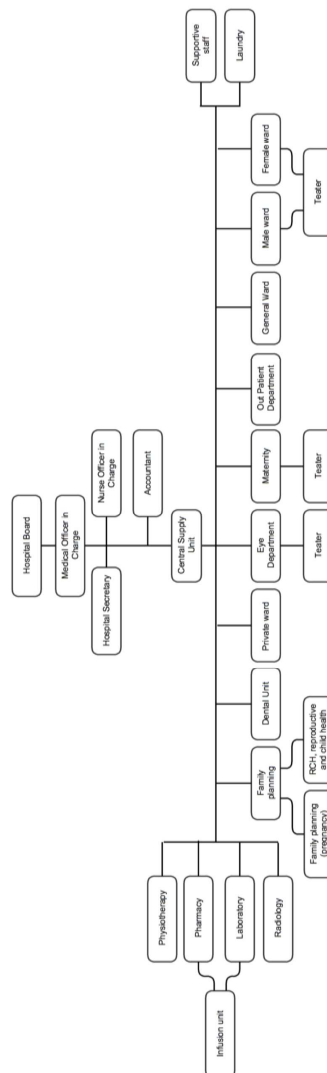 Hospital Board
Medical Officer in
Charge
Hospital Secretary
Nurse Officer in
Charge
Accountant
Central Supply
Unit
Physiotherapy
Pharmacy
Laboratory
Radiology
Infusion unit
Family
planning
Dental Unit
Private ward
Eye
Department
Maternity
Out Patient
Department
General Ward
Male ward
Female ward
Supportive
staff
Laundry
Family planning
(pregnancy)
RCH, reproductive
and child health
Teater
Teater
Teater